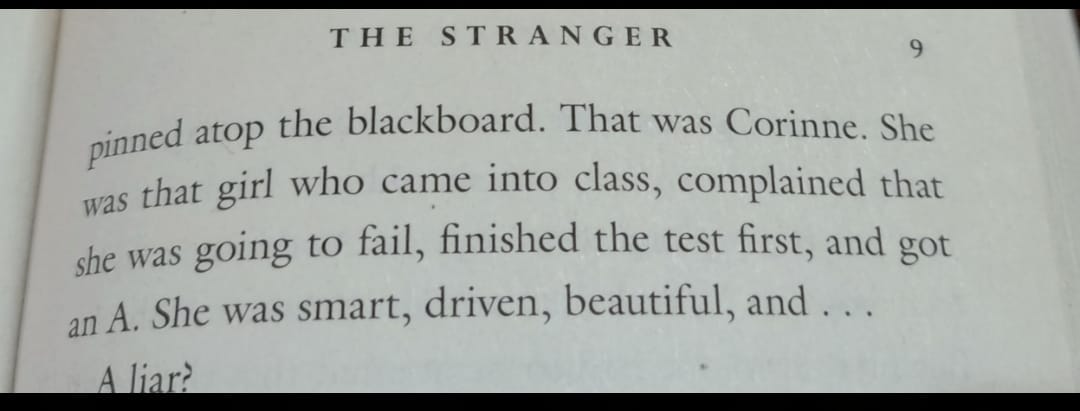 THE STRANGER 9
pinned atop the blackboard. That was Corinne. She
was that girl who came into class, complained that
she was going to fail, finished the test first, and got
an A. She was smart, driven, beautiful, and . . .
A liar?